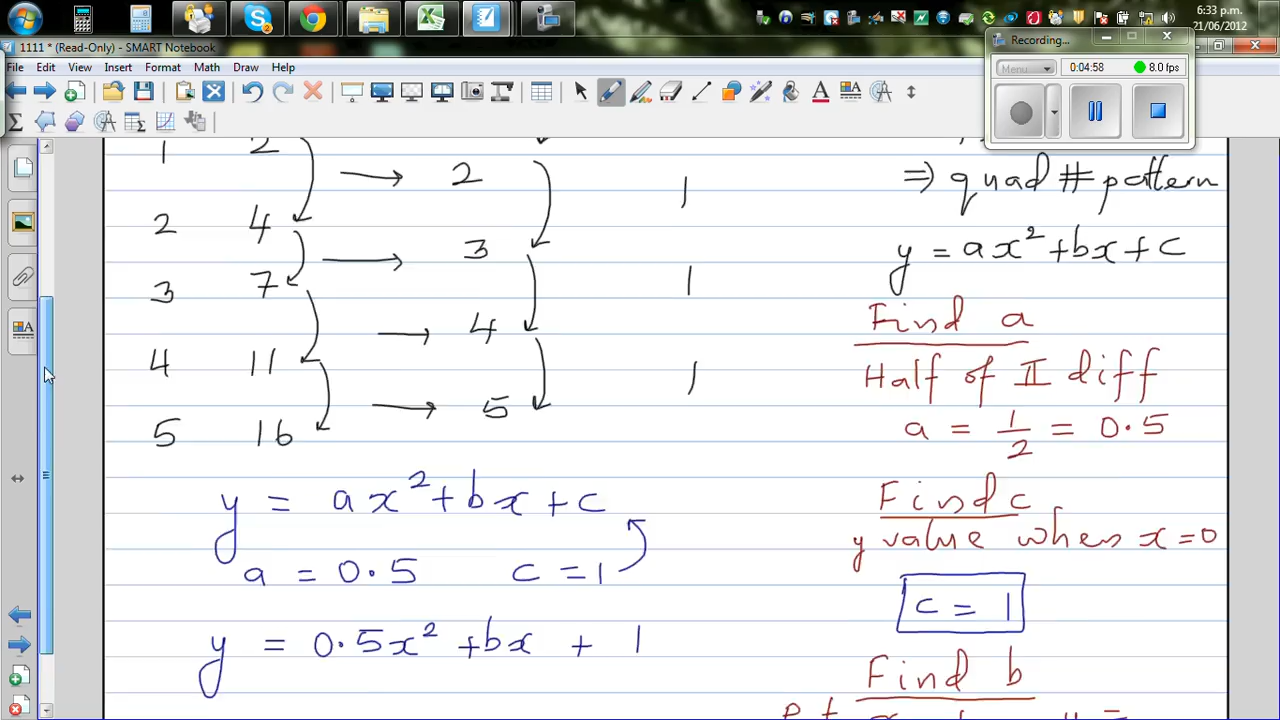 6:33 p.m.
21/06/2012
1111 * (Read-Only) - SMART Notebook
Recording...
File Edit View Insert Format Math Draw Help
Menu 0:04:58 8.0 fps
1 2
→ 2 1
⇒ quad # pattern
2 4
→ 3 1
y = ax² + bx + c
3 7
Find a
→ 4
4 11
1
Half of II diff
→ 5
a = 1/2 = 0.5
5 16
y = ax² + bx + c
Find c
y value when x = 0
a = 0.5 c = 1
c = 1
y = 0.5x² + bx + 1
Find b